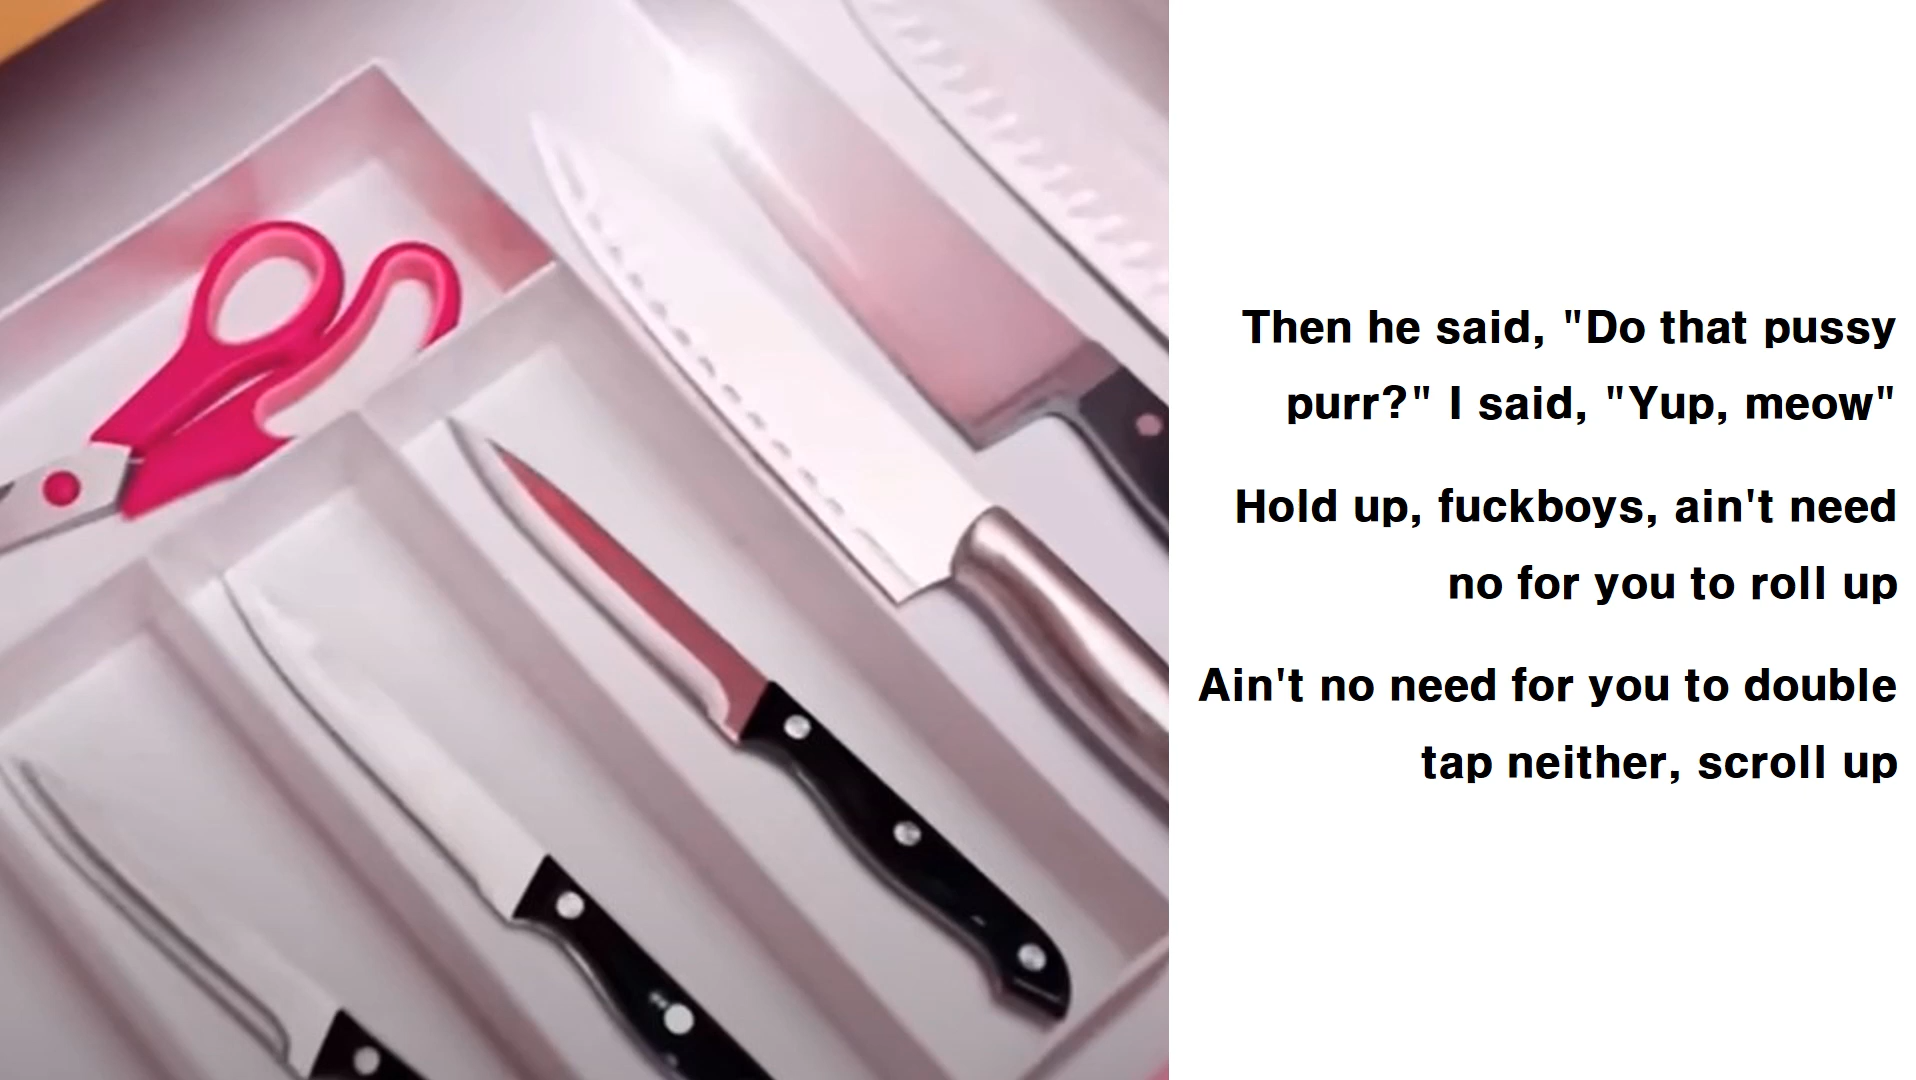 Then he said, "Do that pussy
purr?" I said, "Yup, meow"
Hold up, fuckboys, ain't need
no for you to roll up
Ain't no need for you to double
tap neither, scroll up